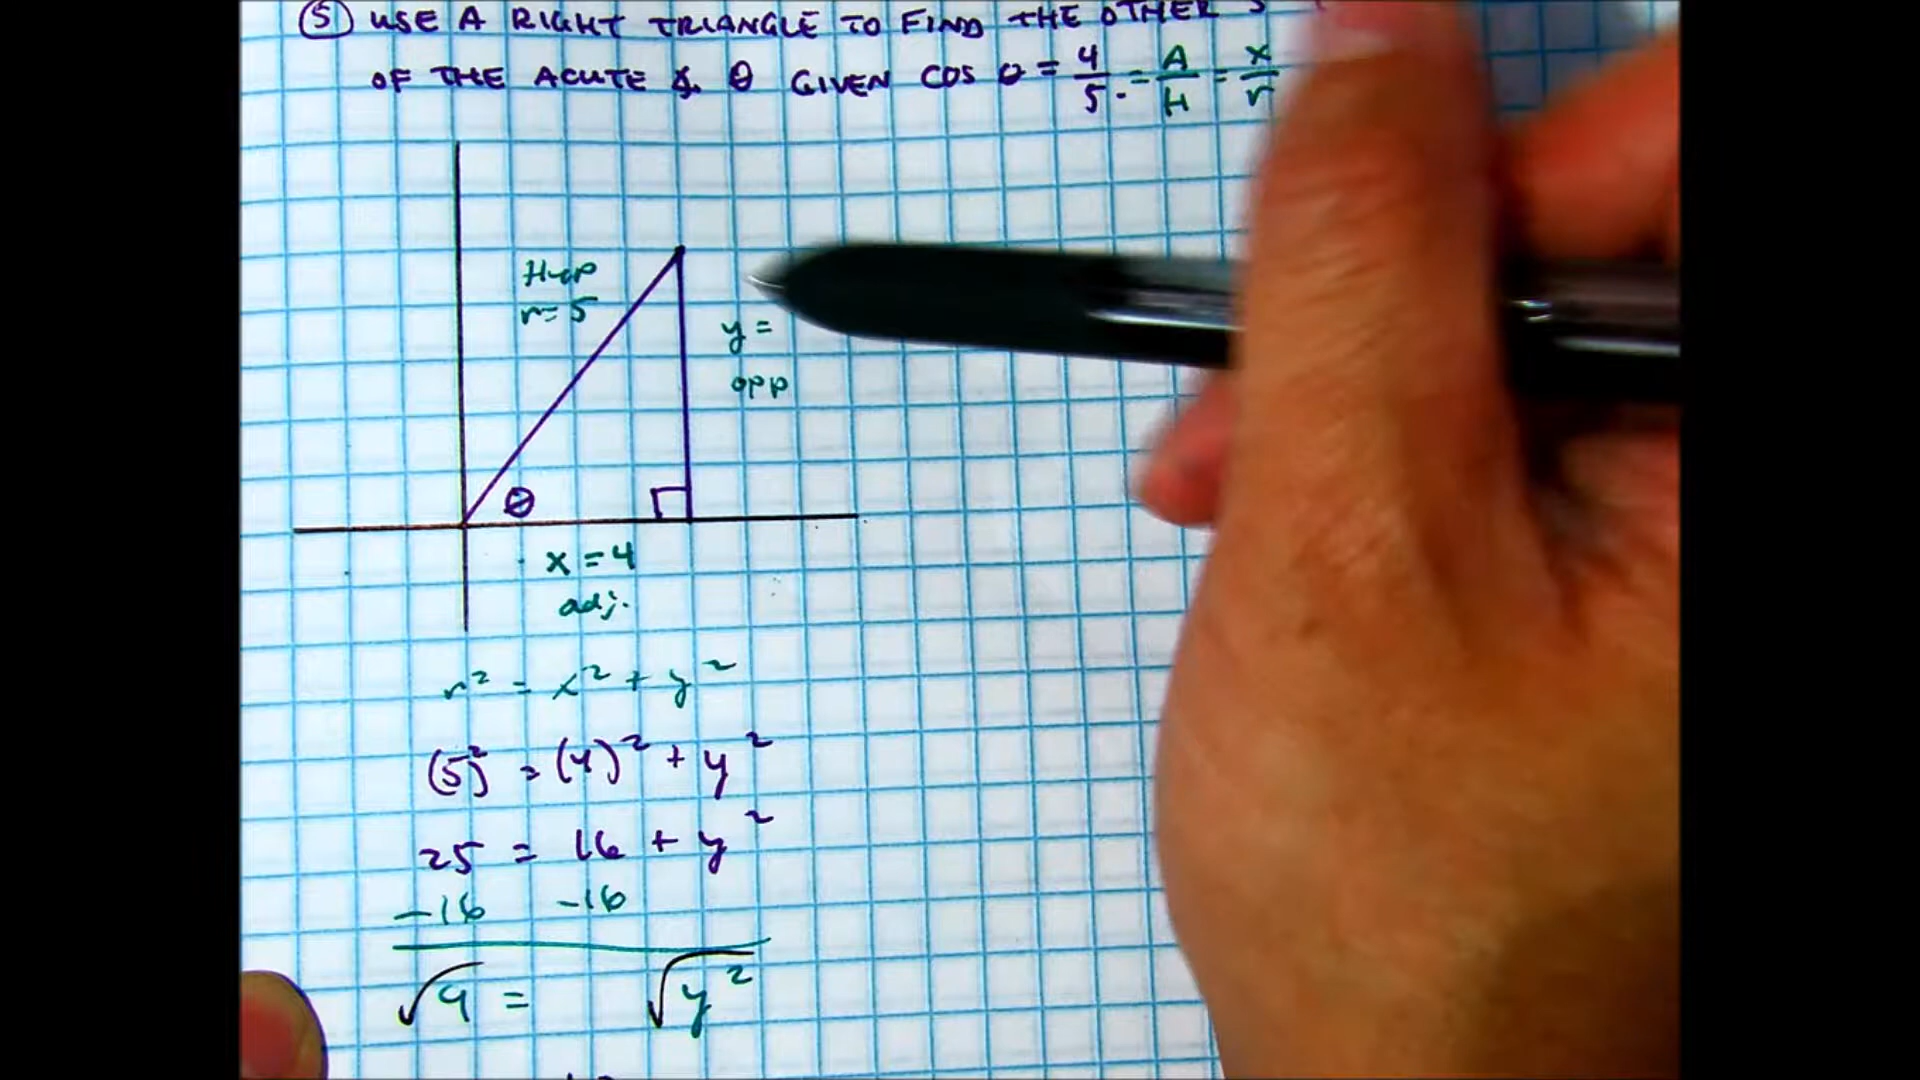 ⑤ USE A RIGHT TRIANGLE TO FIND THE OTHER 5
OF THE ACUTE ∡ θ GIVEN COS θ = 4/5. = A/H = x/r
Hyp
r=5
y =
opp
θ
x = 4
adj.
r² = x² + y²
(5)² = (4)² + y²
25 = 16 + y²
-16 -16
√9 = √y²